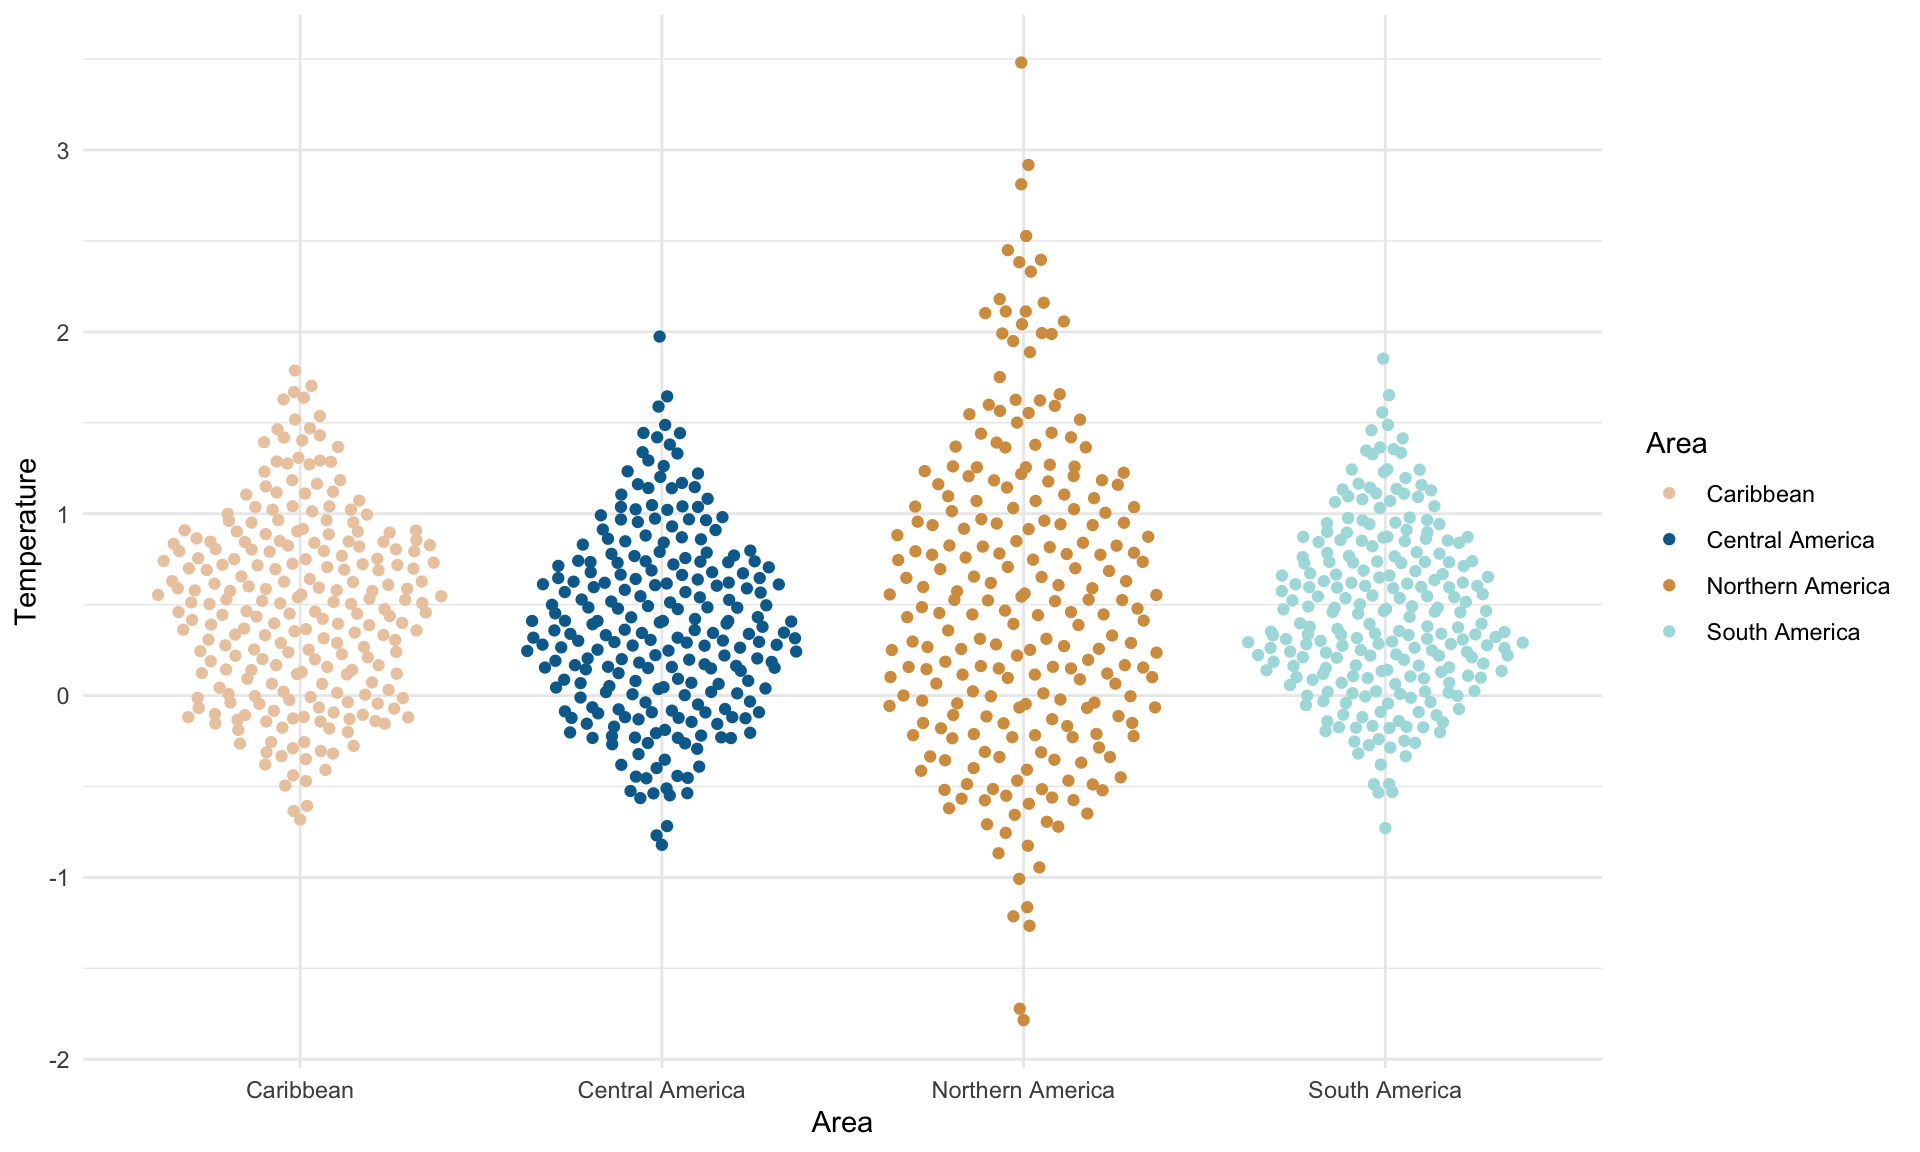 Temperature
3
2
1
0
-1
-2
Caribbean
Central America
Northern America
South America
Area
Area
Caribbean
Central America
Northern America
South America